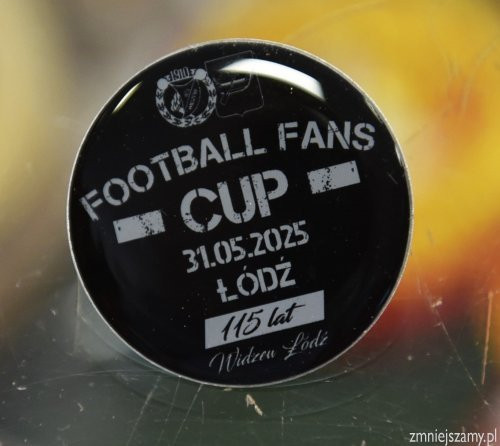 1910
FOOTBALL FANS
CUP
31.05.2025
ŁÓDŹ
115 lat
Widzew Łódź
zmniejszamy.pl